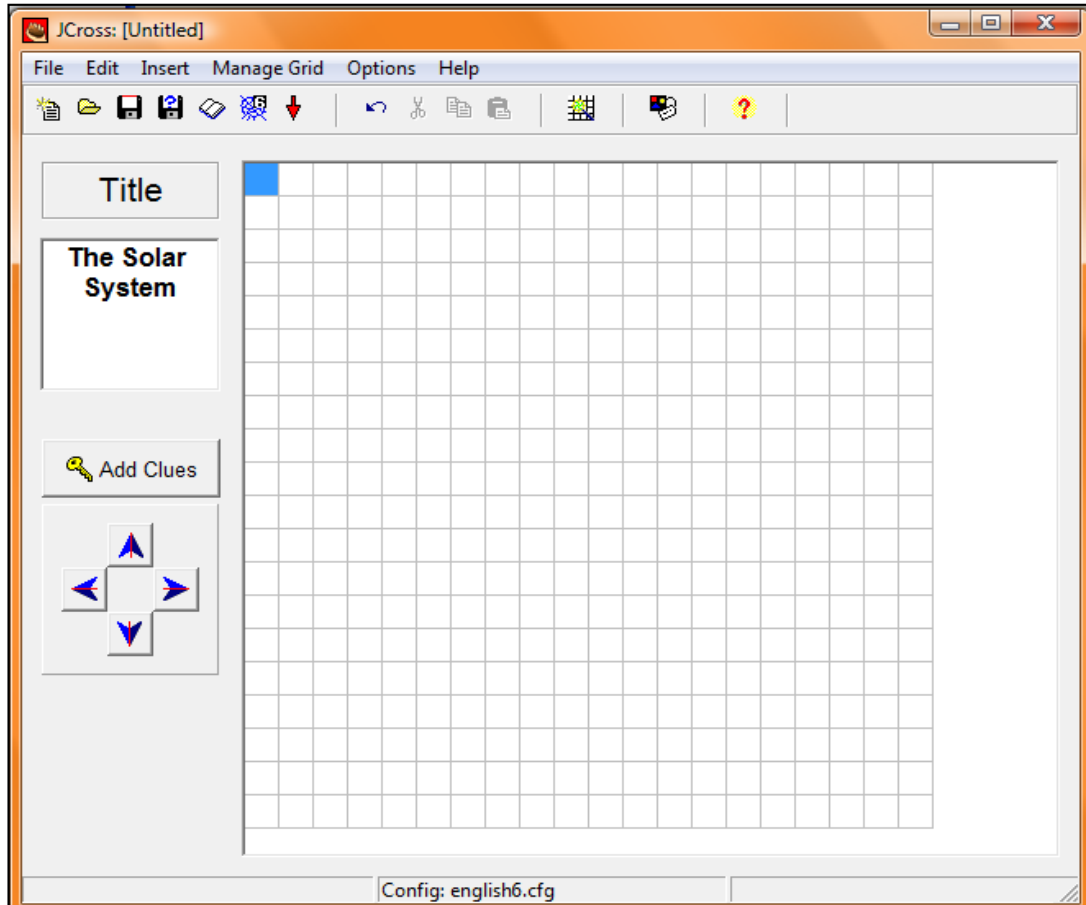 JCross: [Untitled]
File Edit Insert Manage Grid Options Help
Title
The Solar
System
Add Clues
Config: english6.cfg